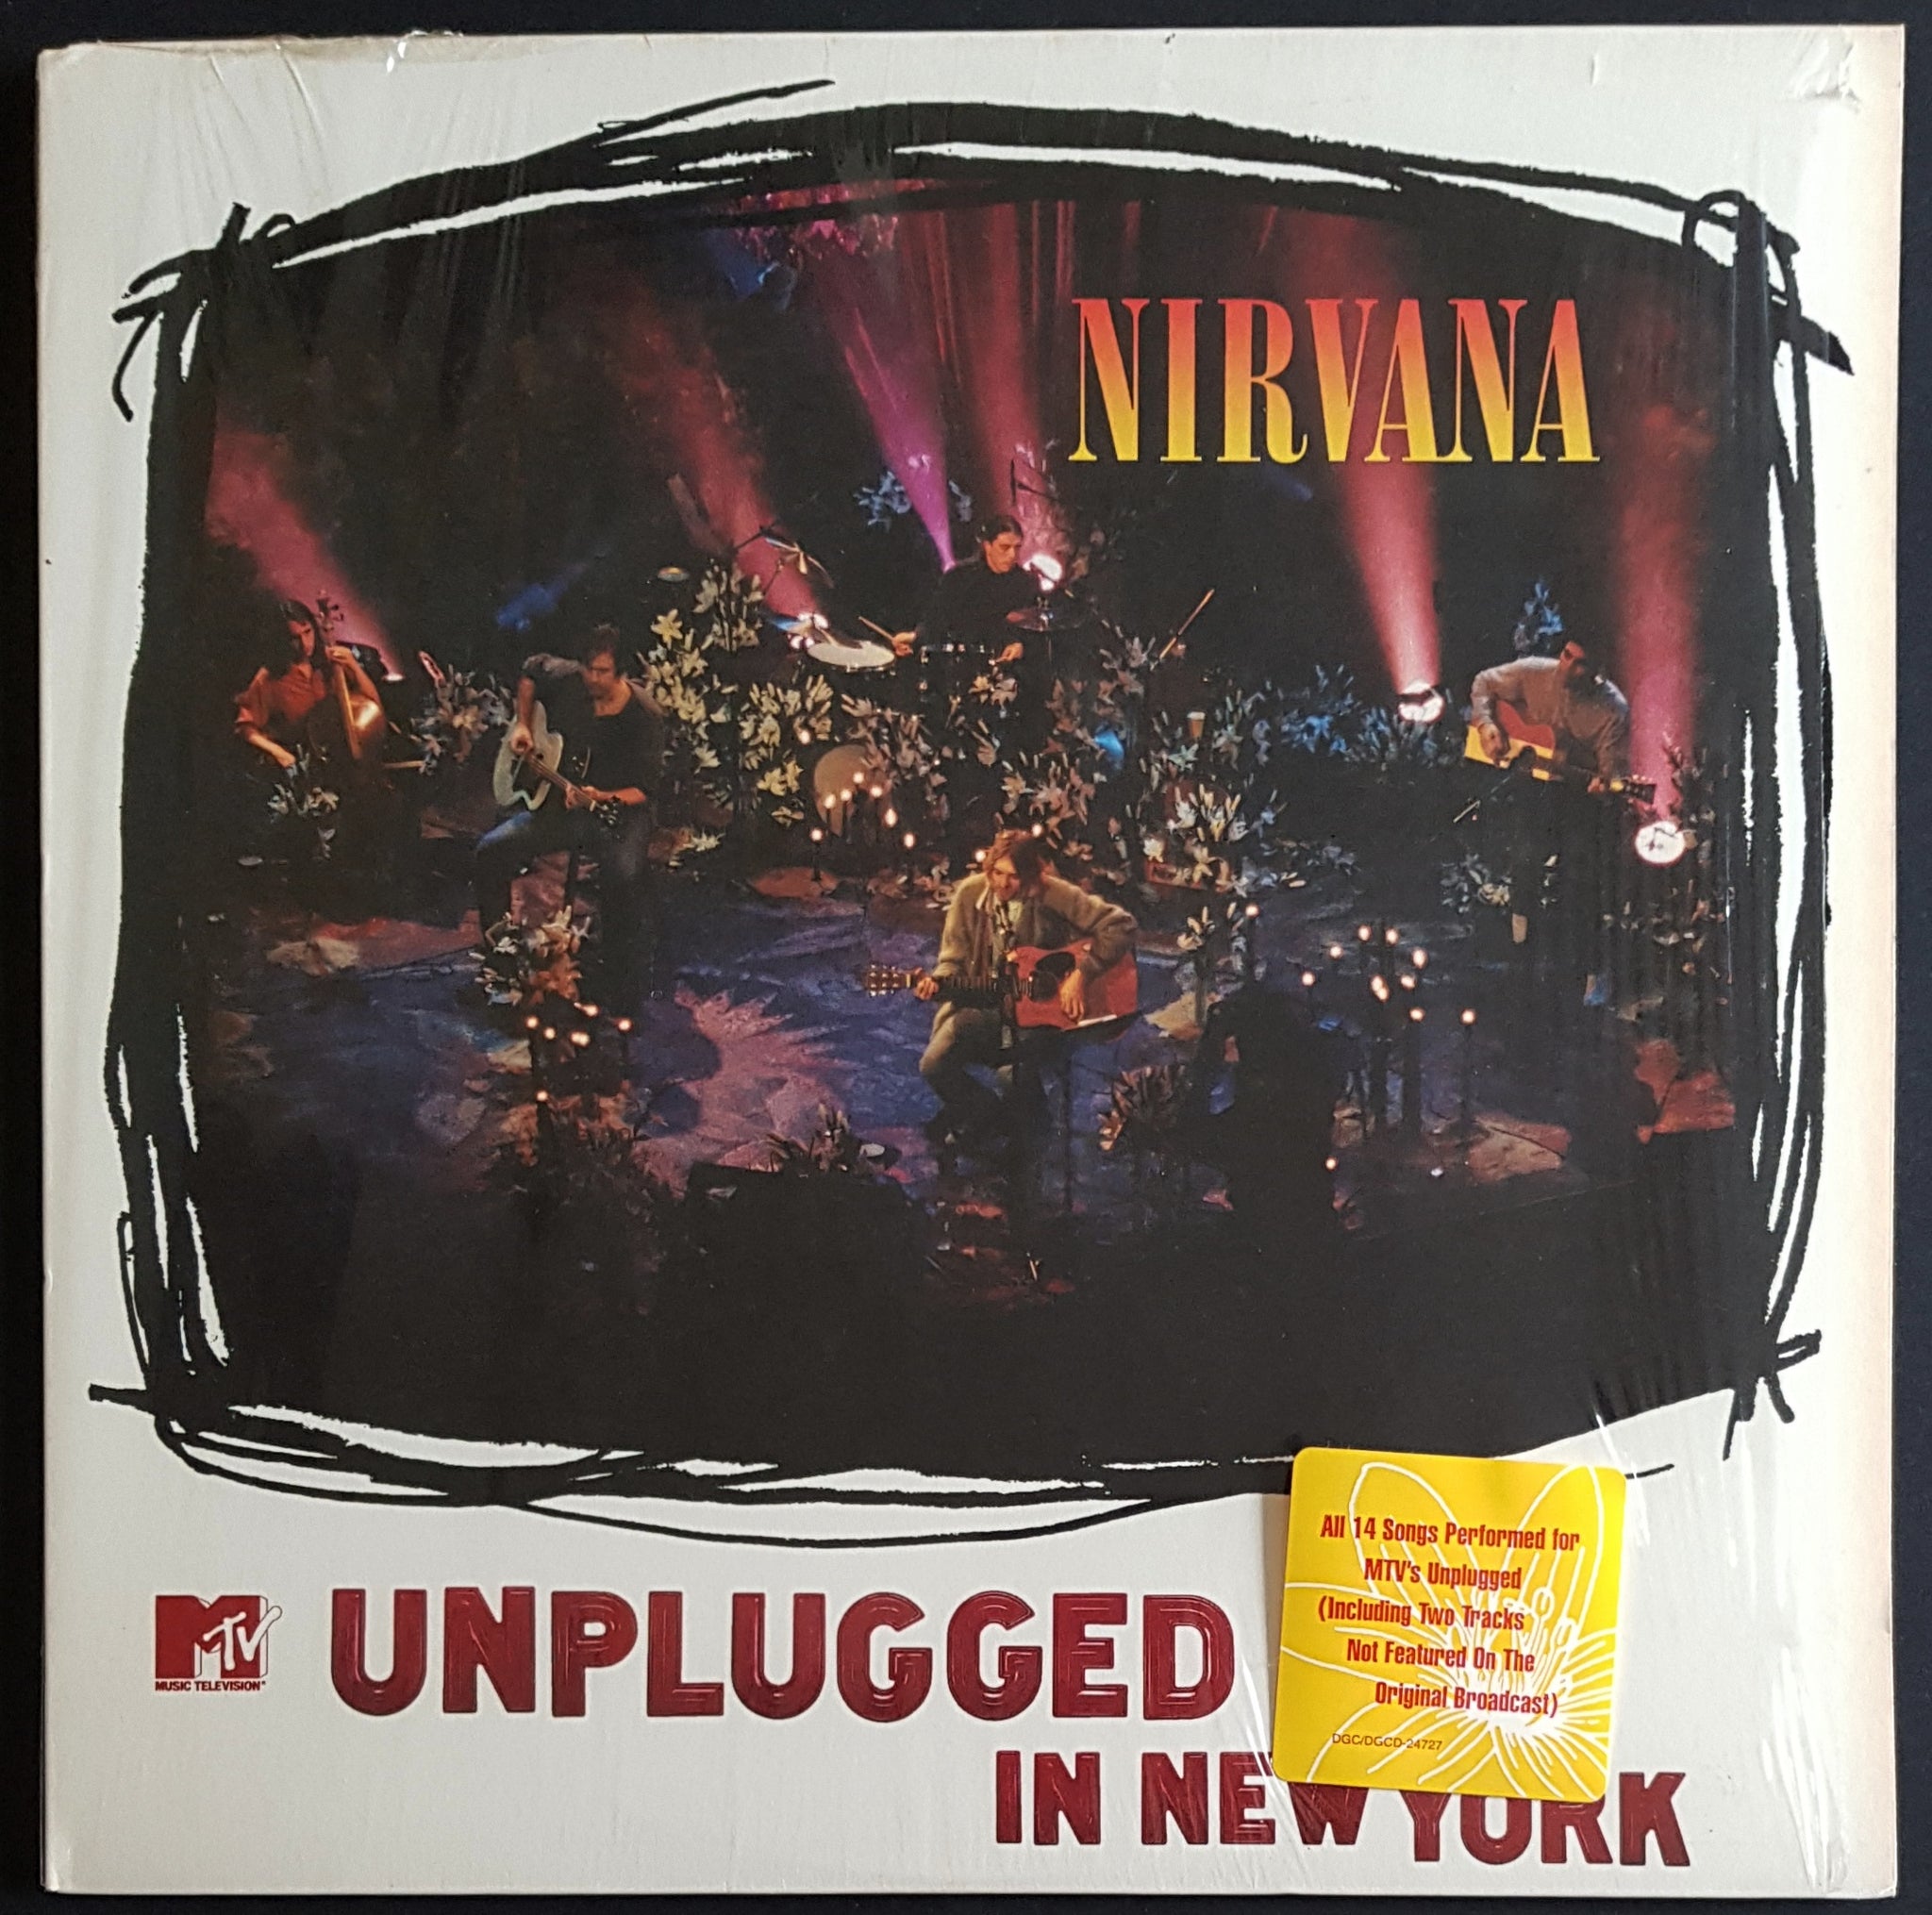 NIRVANA
MTV
MUSIC TELEVISION®
UNPLUGGED
IN NEW YORK
All 14 Songs Performed for
MTV's Unplugged
(Including Two Tracks
Not Featured On The
Original Broadcast)
DGC/DGCD-24727